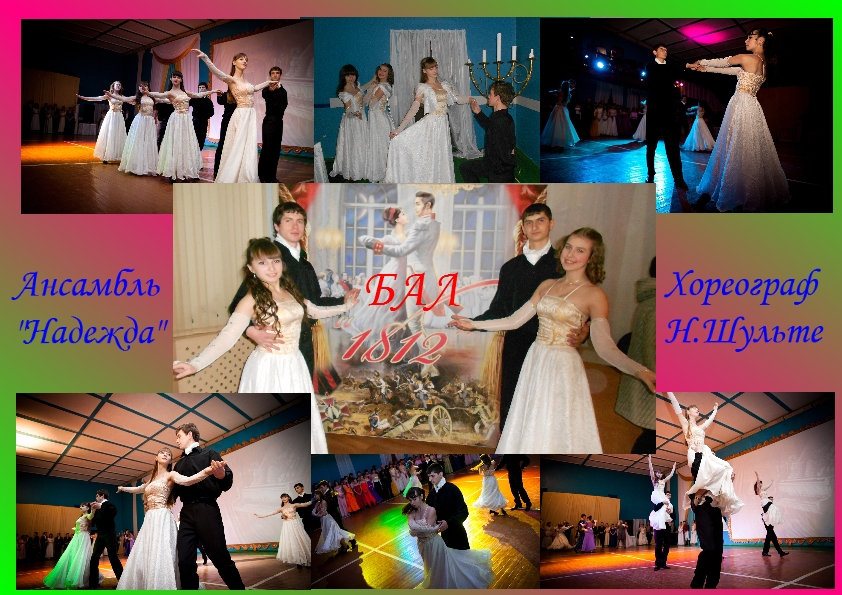 Ансамбль
"Надежда"
БАЛ
1812
Хореограф
Н.Шульте